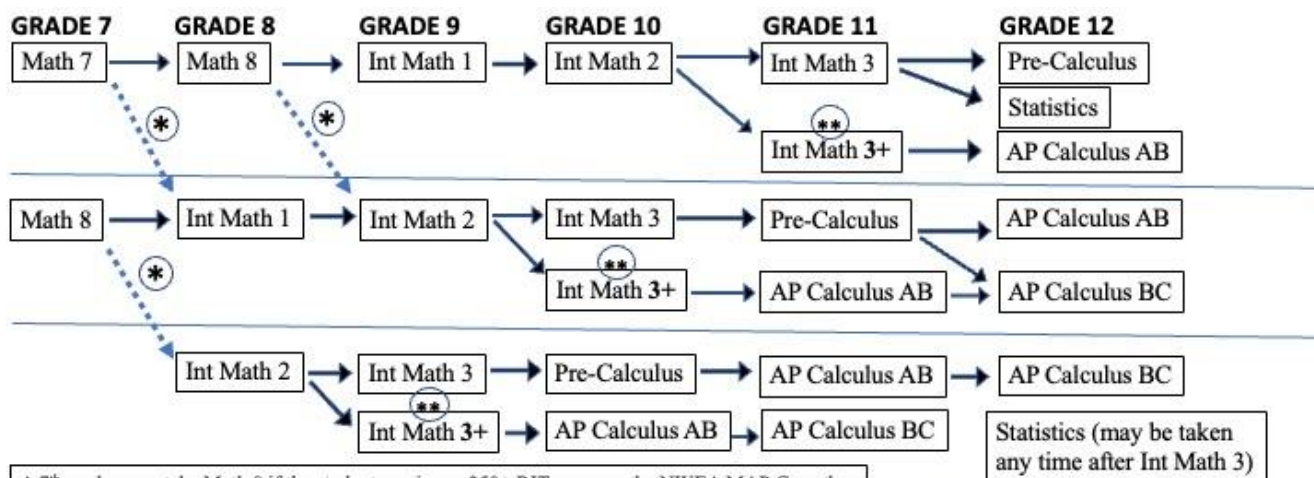 GRADE 7 GRADE 8 GRADE 9 GRADE 10 GRADE 11 GRADE 12
Math 7 Math 8 Int Math 1 Int Math 2 Int Math 3 Pre-Calculus
Statistics
* * **
Int Math 3+ AP Calculus AB
Math 8 Int Math 1 Int Math 2 Int Math 3 Pre-Calculus AP Calculus AB
* **
Int Math 3+ AP Calculus AB AP Calculus BC
Int Math 2 Int Math 3 Pre-Calculus AP Calculus AB AP Calculus BC
**
Int Math 3+ AP Calculus AB AP Calculus BC
Statistics (may be taken
any time after Int Math 3)